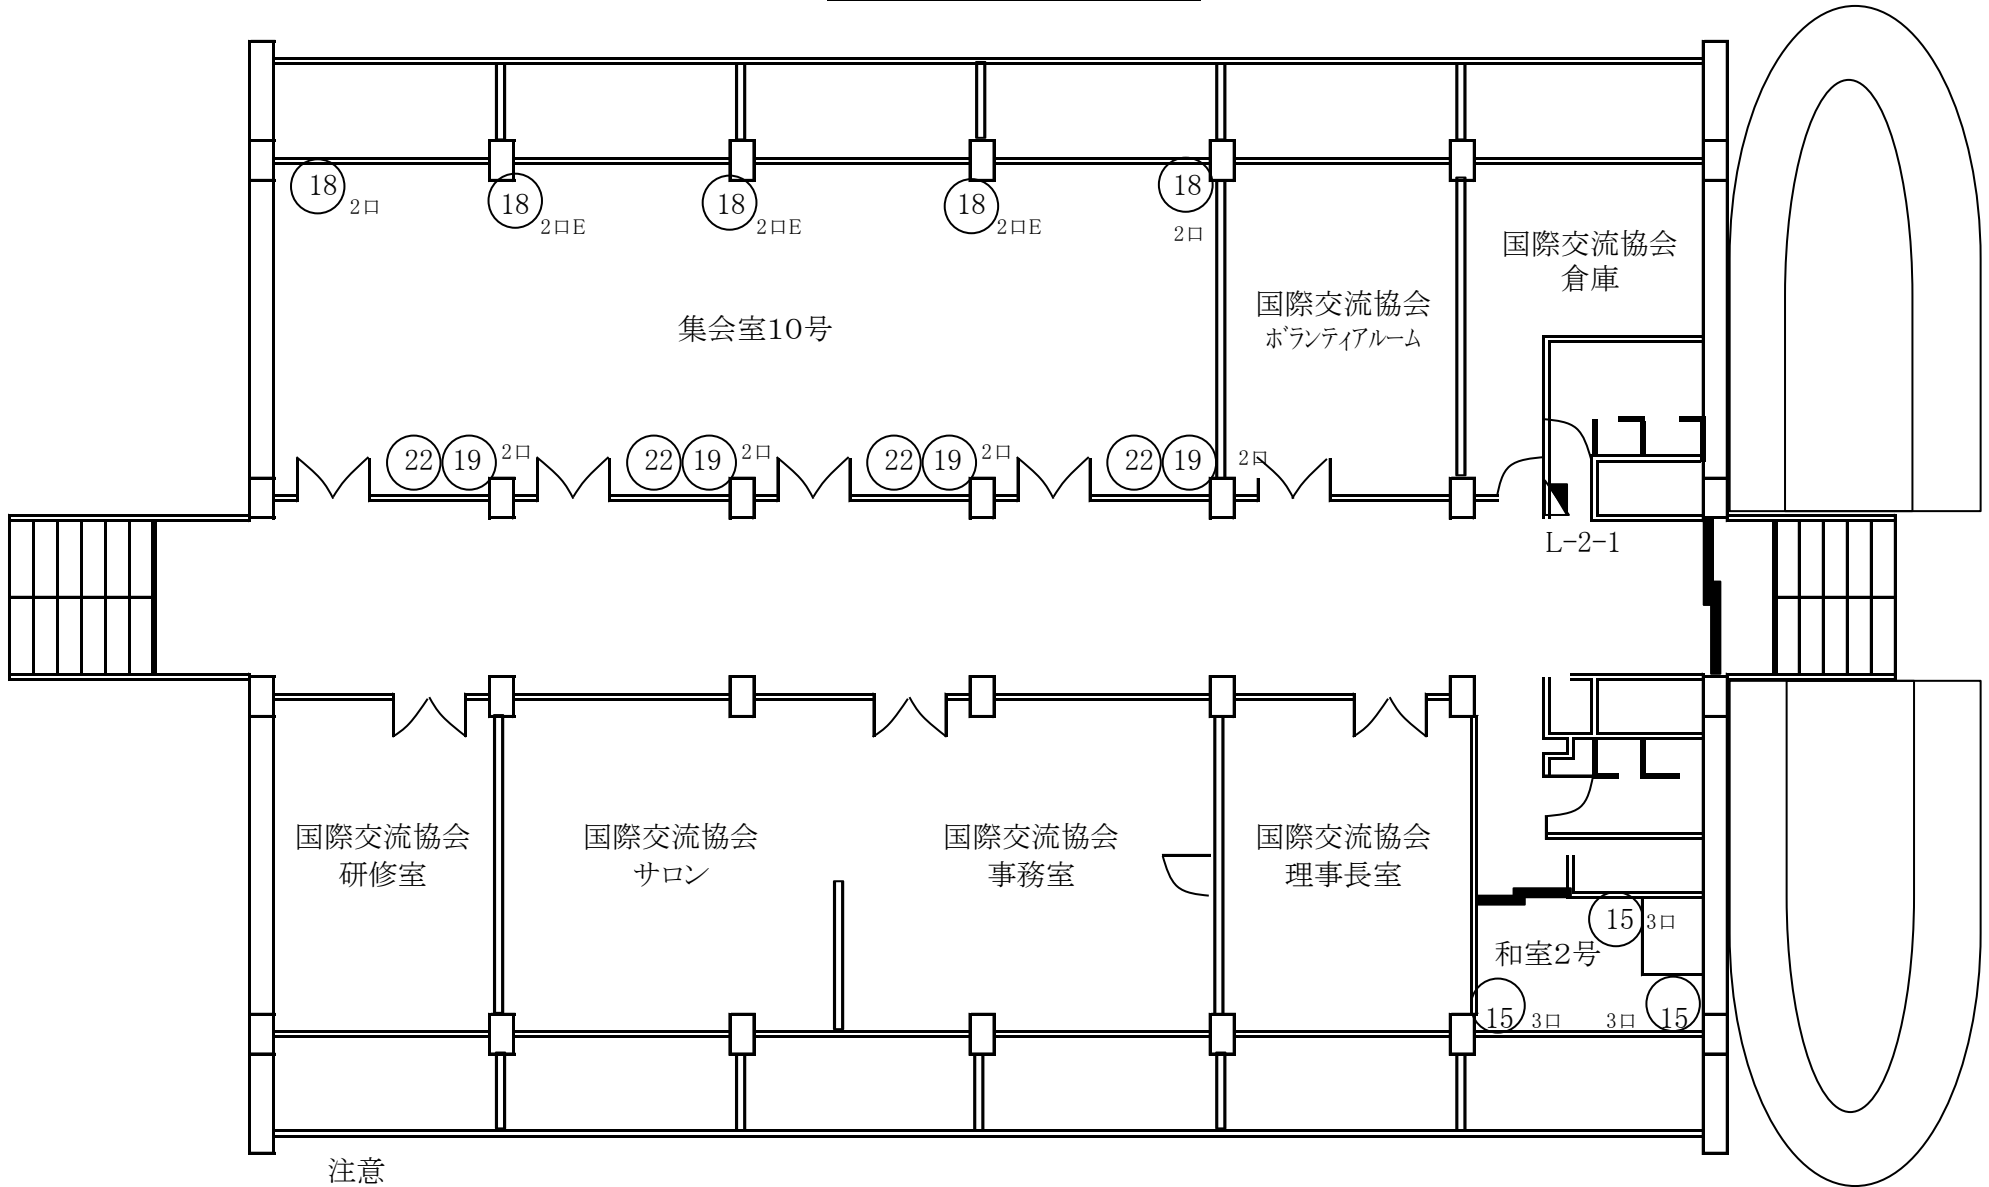 18 18 18 18 18
2口 2口E 2口E 2口E 2口
国際交流協会
倉庫
国際交流協会
ボランティアルーム
集会室10号
22 19 2口 22 19 2口 22 19 2口 22 19 2口
L-2-1
国際交流協会
研修室
国際交流協会
サロン
国際交流協会
事務室
国際交流協会
理事長室
15 3口
和室2号
15 3口 3口 15
注意